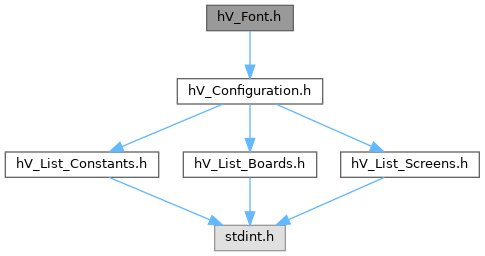 hV_Font.h
hV_Configuration.h
hV_List_Constants.h
hV_List_Boards.h
hV_List_Screens.h
stdint.h